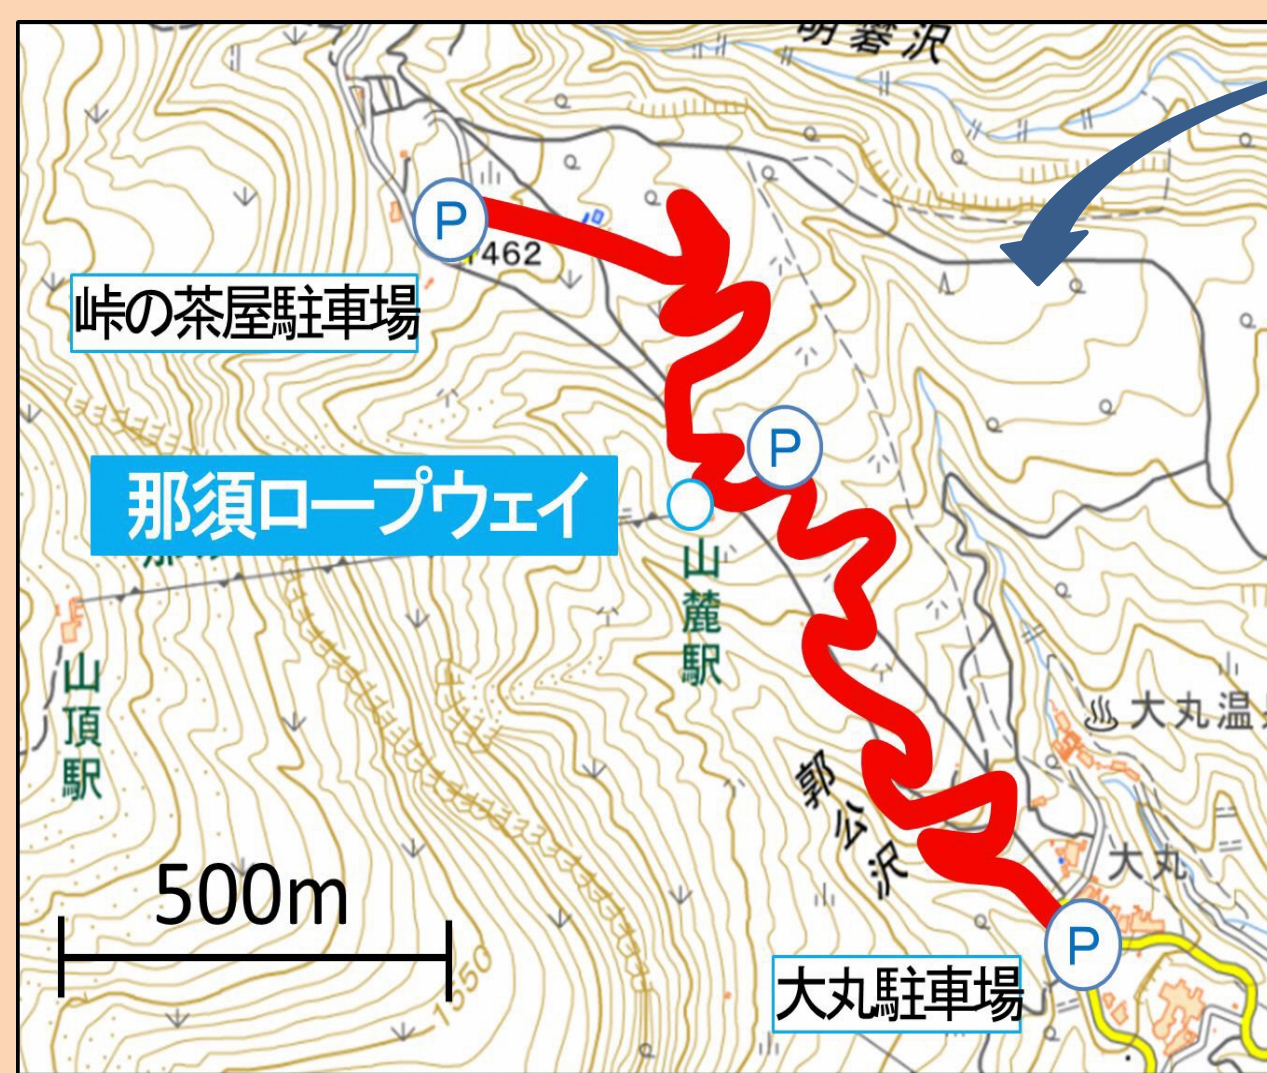 明礬沢
P
1462
峠の茶屋駐車場
P
那須ロープウェイ
山麓駅
山頂駅
大丸温
郭公沢
500m
大丸
P
大丸駐車場
1550